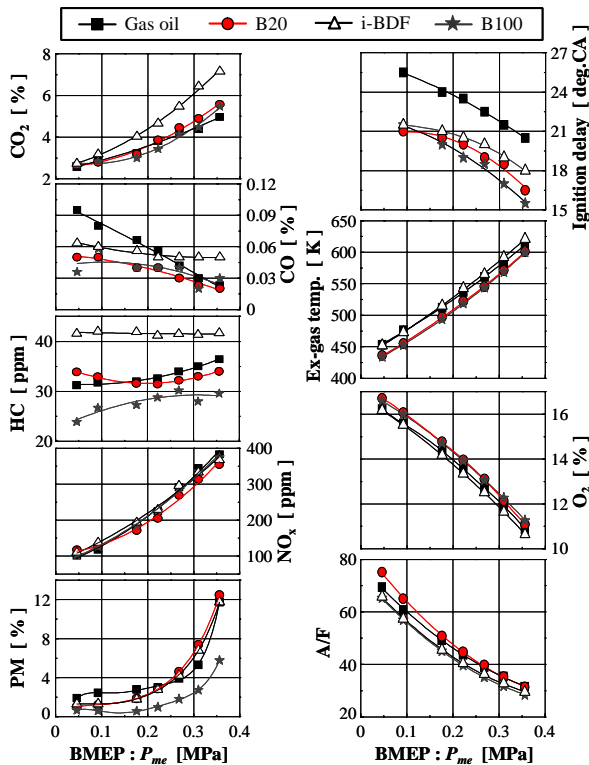 Gas oil B20 i-BDF B100
CO2 [ % ]
8
6
4
2
CO [ % ]
0.12
0.09
0.06
0.03
0
HC [ ppm ]
40
30
20
NOx [ ppm ]
400
300
200
100
PM [ % ]
12
8
4
0
0 0.1 0.2 0.3 0.4
BMEP : Pme [MPa]
Ignition delay [ deg.CA ]
27
24
21
18
15
Ex-gas temp. [ K ]
650
600
550
500
450
400
O2 [ % ]
16
14
12
10
A/F
80
60
40
20
0 0.1 0.2 0.3 0.4
BMEP : Pme [MPa]